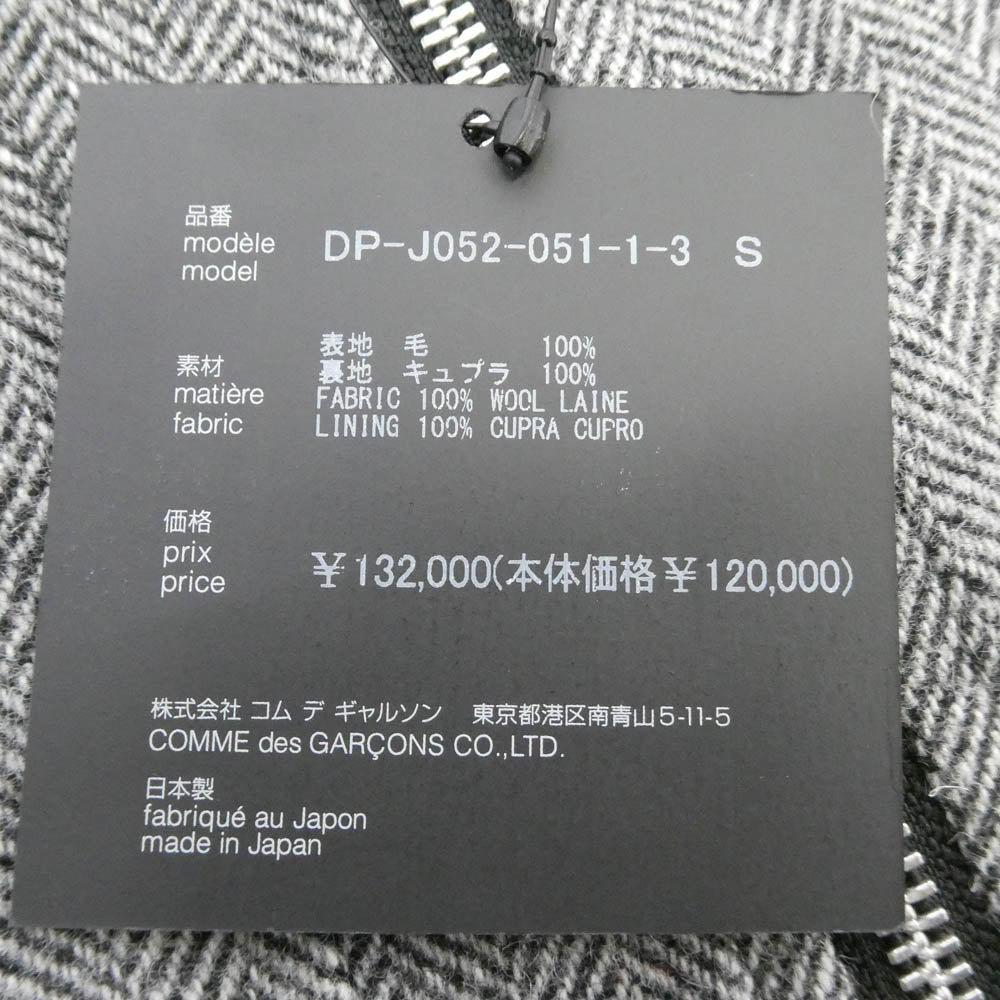 品番
modèle
model
DP-J052-051-1-3 S
素材
matière
fabric
表地 毛 100%
裏地 キュプラ 100%
FABRIC 100% WOOL LAINE
LINING 100% CUPRA CUPRO
価格
prix
price
¥132,000(本体価格¥120,000)
株式会社 コム デ ギャルソン 東京都港区南青山5-11-5
COMME des GARÇONS CO.,LTD.
日本製
fabriqué au Japon
made in Japan